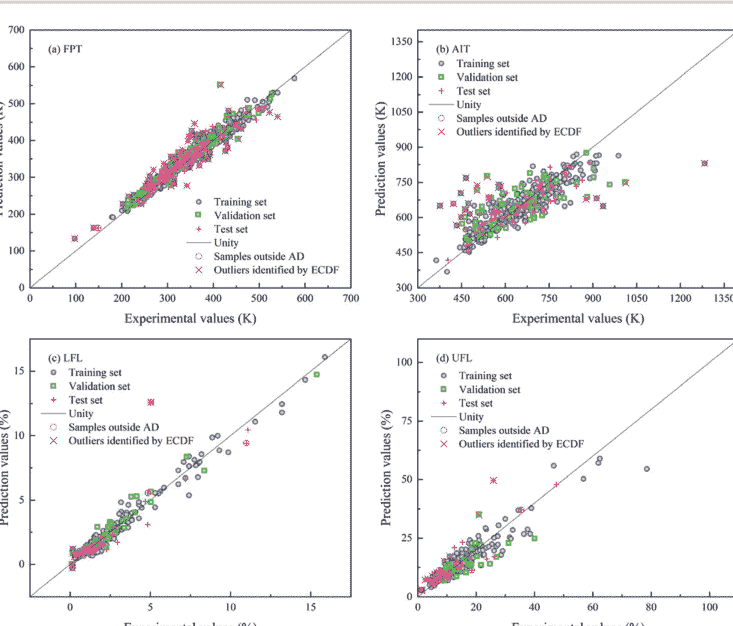 700
600
500
400
300
200
100
0
(a) FPT
Training set
Validation set
Test set
Unity
Samples outside AD
Outliers identified by ECDF
0 100 200 300 400 500 600 700
Experimental values (K)
Prediction values (K)
1350
1200
1050
900
750
600
450
300
(b) AIT
Training set
Validation set
Test set
Unity
Samples outside AD
Outliers identified by ECDF
300 450 600 750 900 1050 1200 1350
Experimental values (K)
Prediction values (%)
15
10
5
0
(c) LFL
Training set
Validation set
Test set
Unity
Samples outside AD
Outliers identified by ECDF
0 5 10 15
Prediction values (%)
100
75
50
25
0
(d) UFL
Training set
Validation set
Test set
Unity
Samples outside AD
Outliers identified by ECDF
0 20 40 60 80 100